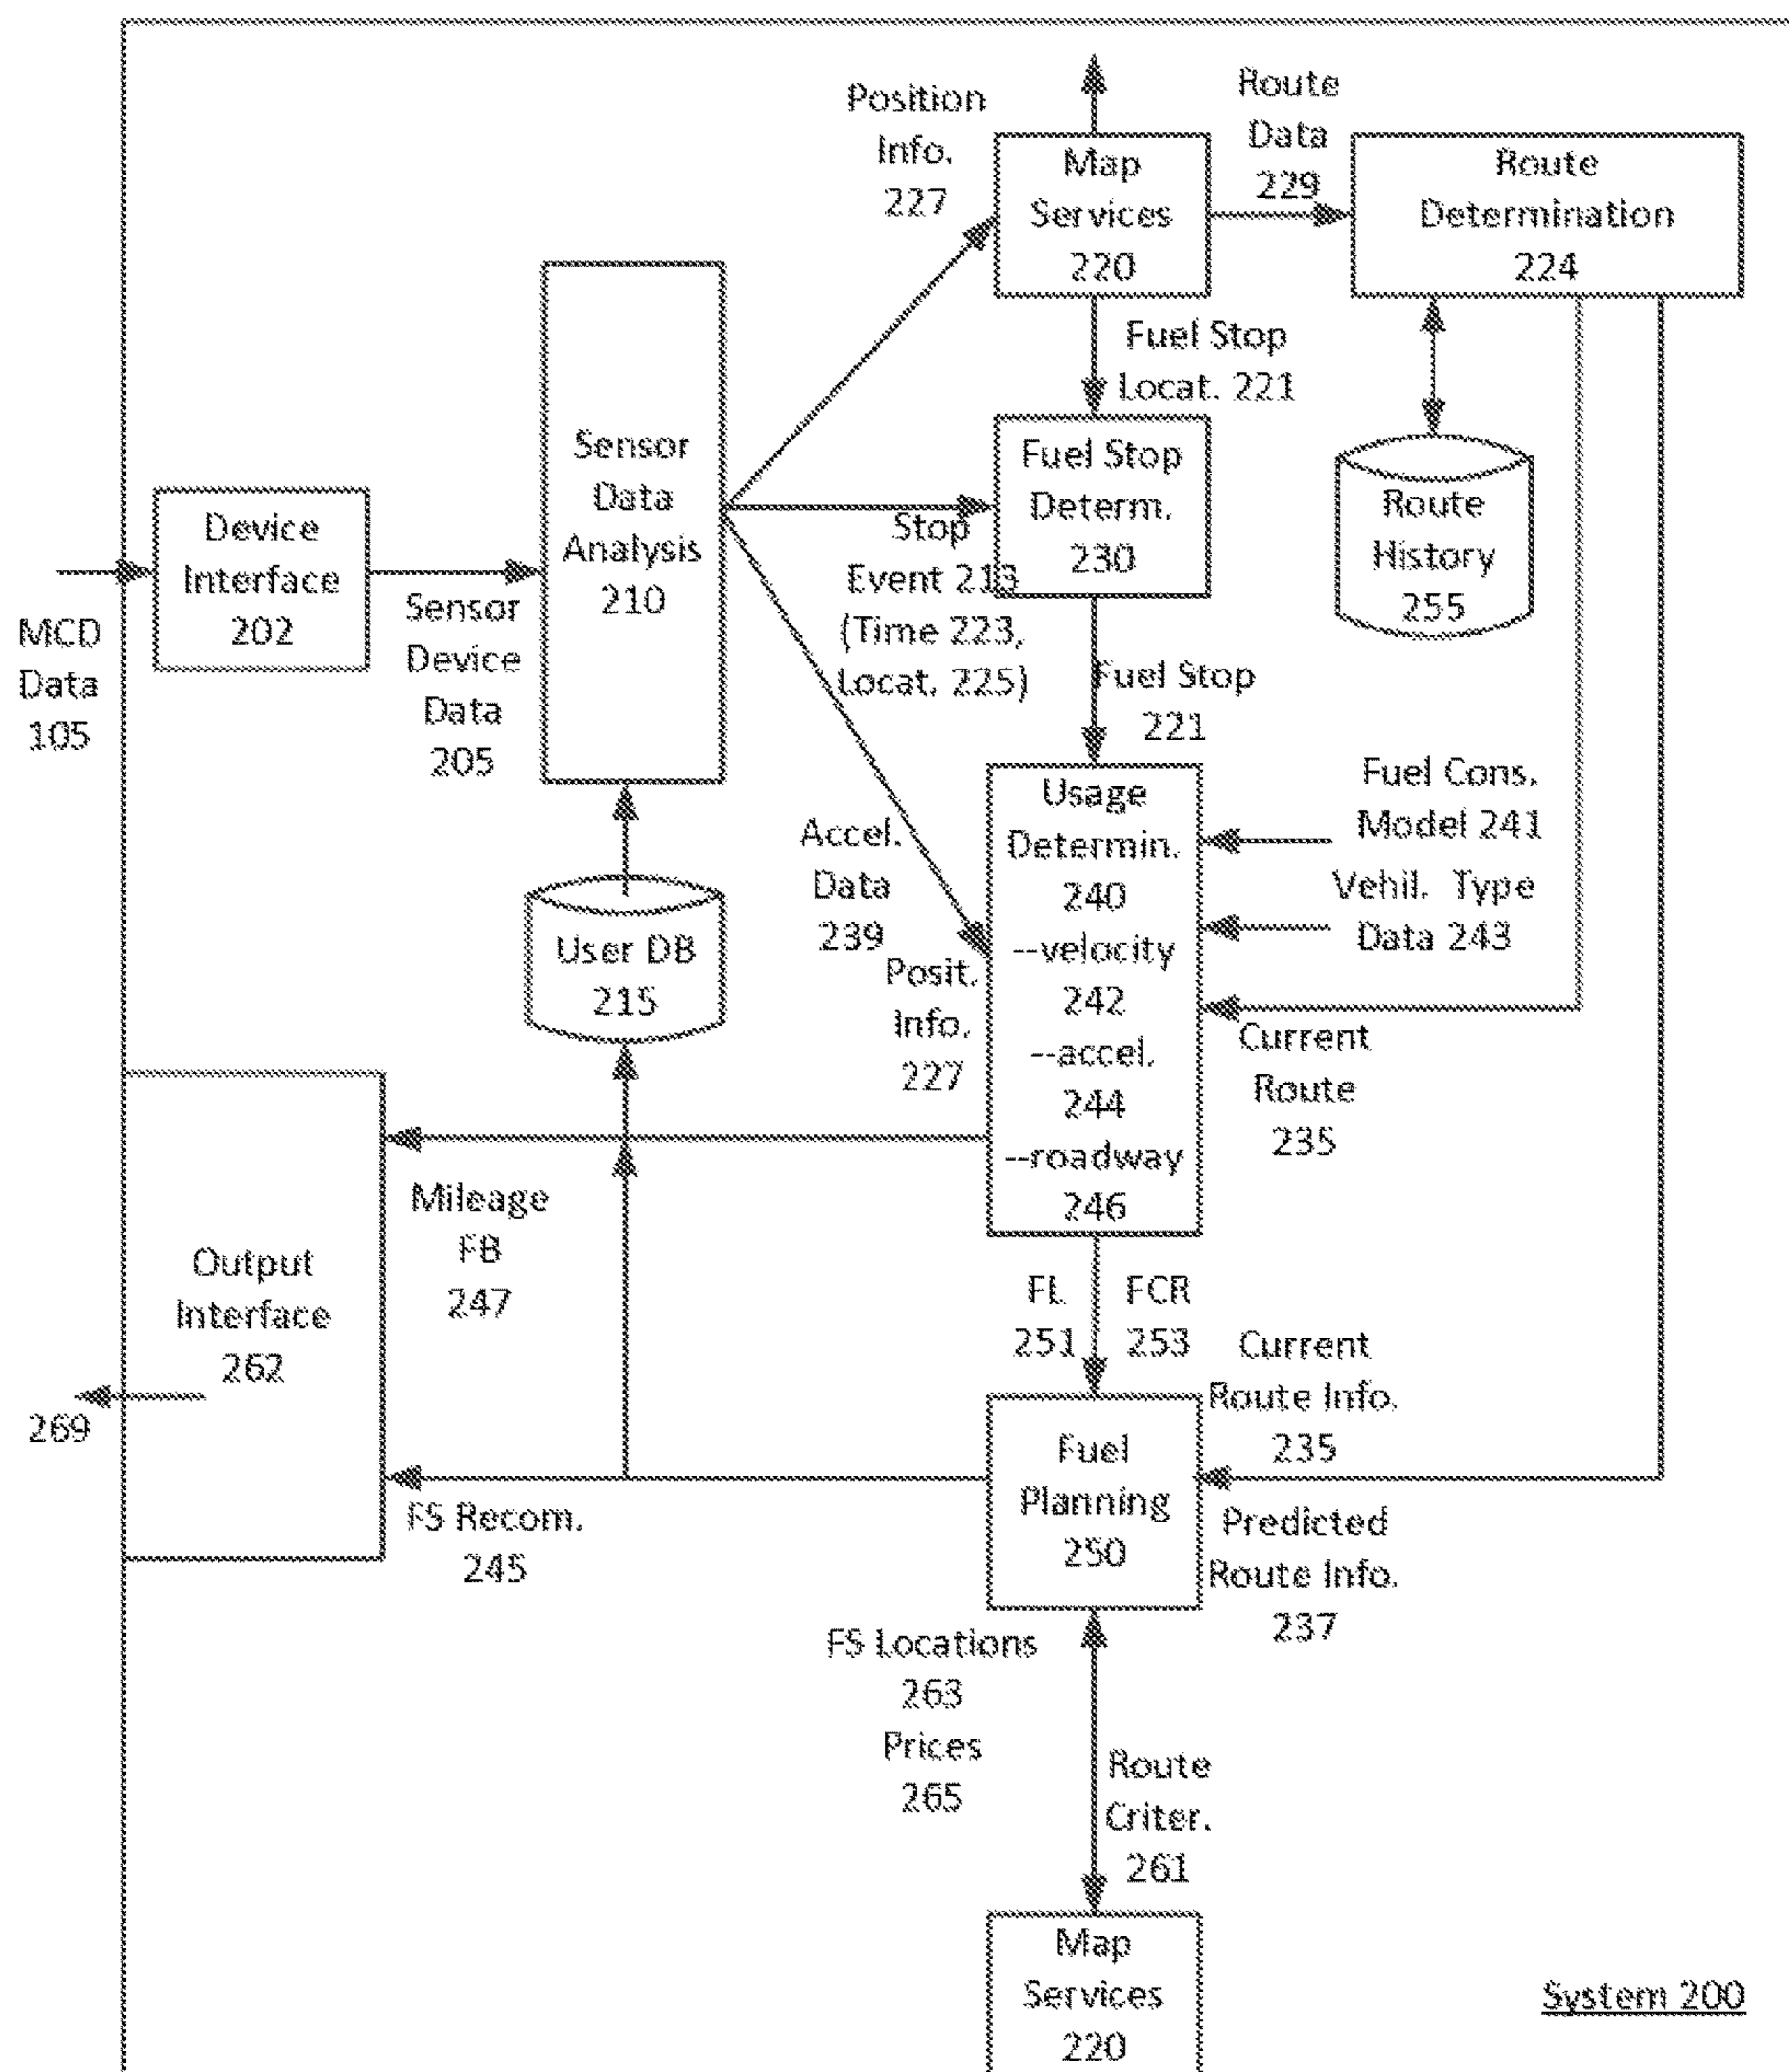 Position
Info.
227
Map
Services
220
Route
Data
229
Route
Determination
224
Fuel Stop
Locat. 221
Sensor
Data
Analysis
210
Fuel Stop
Determ.
230
Route
History
255
Device
Interface
202
MCD
Data
105
Sensor
Device
Data
205
Stop
Event 213
(Time 223,
Locat. 225)
Fuel Stop
221
Usage
Determin.
240
--velocity
242
--accel.
244
--roadway
246
Fuel Cons.
Model 241
Vehil. Type
Data 243
Accel.
Data
239
Posit.
Info.
227
User DB
215
Current
Route
235
Mileage
FB
247
Output
Interface
262
269
FL
251
FCR
253
Current
Route Info.
235
Fuel
Planning
250
FS Recom.
245
Predicted
Route Info.
237
FS Locations
263
Prices
265
Route
Criter.
261
Map
Services
220
System 200